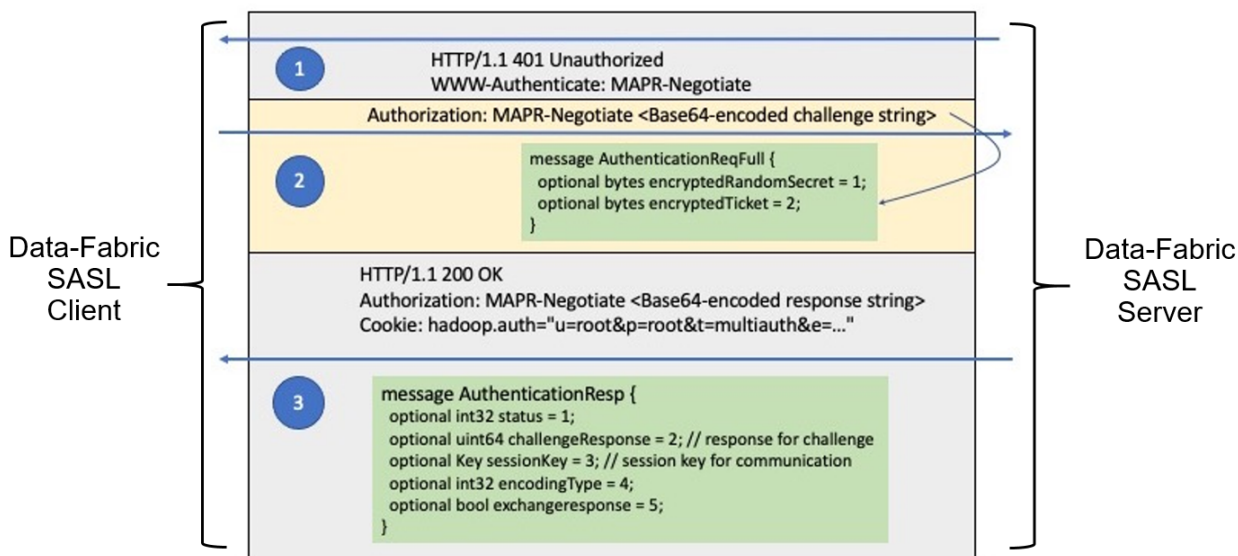 1
HTTP/1.1 401 Unauthorized
WWW-Authenticate: MAPR-Negotiate
Authorization: MAPR-Negotiate <Base64-encoded challenge string>
2
message AuthenticationReqFull {
optional bytes encryptedRandomSecret = 1;
optional bytes encryptedTicket = 2;
}
Data-Fabric
SASL
Client
Data-Fabric
SASL
Server
HTTP/1.1 200 OK
Authorization: MAPR-Negotiate <Base64-encoded response string>
Cookie: hadoop.auth="u=root&p=root&t=multiauth&e=..."
3
message AuthenticationResp {
optional int32 status = 1;
optional uint64 challengeResponse = 2; // response for challenge
optional Key sessionKey = 3; // session key for communication
optional int32 encodingType = 4;
optional bool exchangeresponse = 5;
}